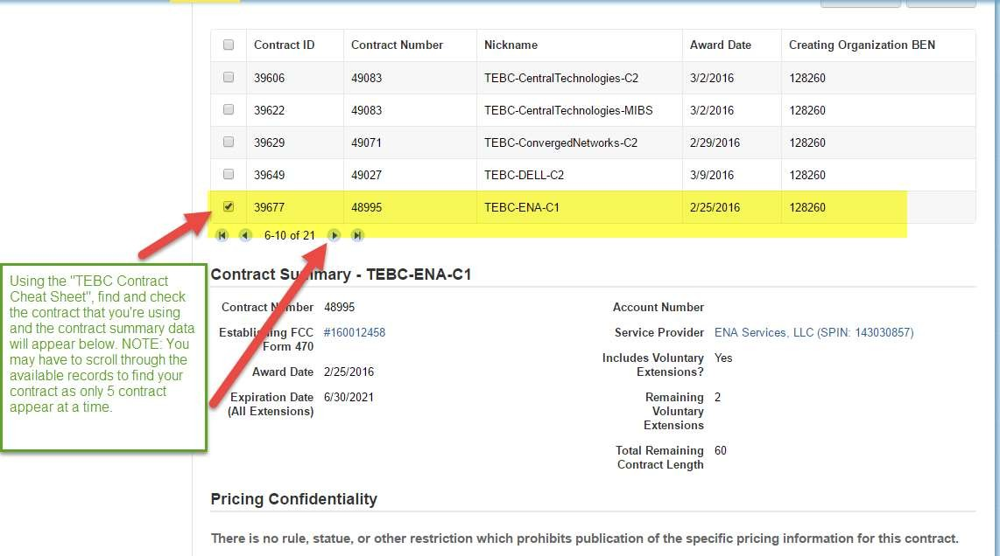 Contract ID Contract Number Nickname Award Date Creating Organization BEN
39606 49083 TEBC-CentralTechnologies-C2 3/2/2016 128260
39622 49083 TEBC-CentralTechnologies-MIBS 3/2/2016 128260
39629 49071 TEBC-ConvergedNetworks-C2 2/29/2016 128260
39649 49027 TEBC-DELL-C2 3/9/2016 128260
39677 48995 TEBC-ENA-C1 2/25/2016 128260
6-10 of 21
Using the "TEBC Contract
Cheat Sheet", find and check
the contract that you're using
and the contract summary data
will appear below. NOTE: You
may have to scroll through the
available records to find your
contract as only 5 contract
appear at a time.
Contract Summary - TEBC-ENA-C1
Contract Number 48995
Establishing FCC #160012458
Form 470
Award Date 2/25/2016
Expiration Date 6/30/2021
(All Extensions)
Account Number
Service Provider ENA Services, LLC (SPIN: 143030857)
Includes Voluntary Yes
Extensions?
Remaining 2
Voluntary
Extensions
Total Remaining 60
Contract Length
Pricing Confidentiality
There is no rule, statue, or other restriction which prohibits publication of the specific pricing information for this contract.